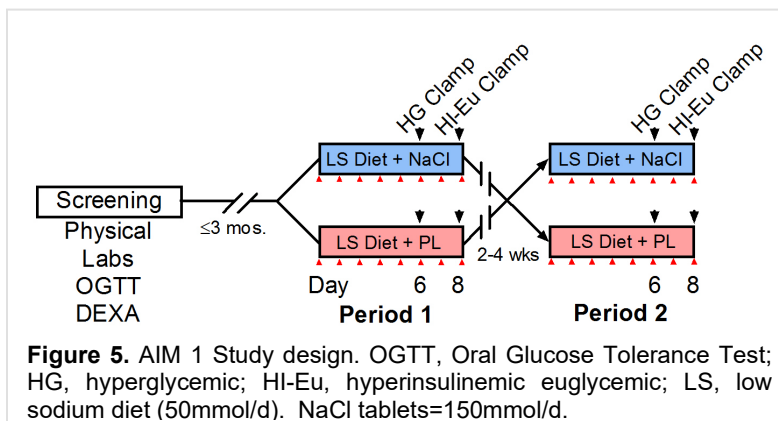 HG Clamp
HI-Eu Clamp
HG Clamp
HI-Eu Clamp
LS Diet + NaCl
LS Diet + NaCl
Screening
Physical
Labs
OGTT
DEXA
≤3 mos.
LS Diet + PL
2-4 wks
LS Diet + PL
Day 6 8
6 8
Period 1
Period 2
Figure 5. AIM 1 Study design. OGTT, Oral Glucose Tolerance Test;
HG, hyperglycemic; HI-Eu, hyperinsulinemic euglycemic; LS, low
sodium diet (50mmol/d). NaCl tablets=150mmol/d.